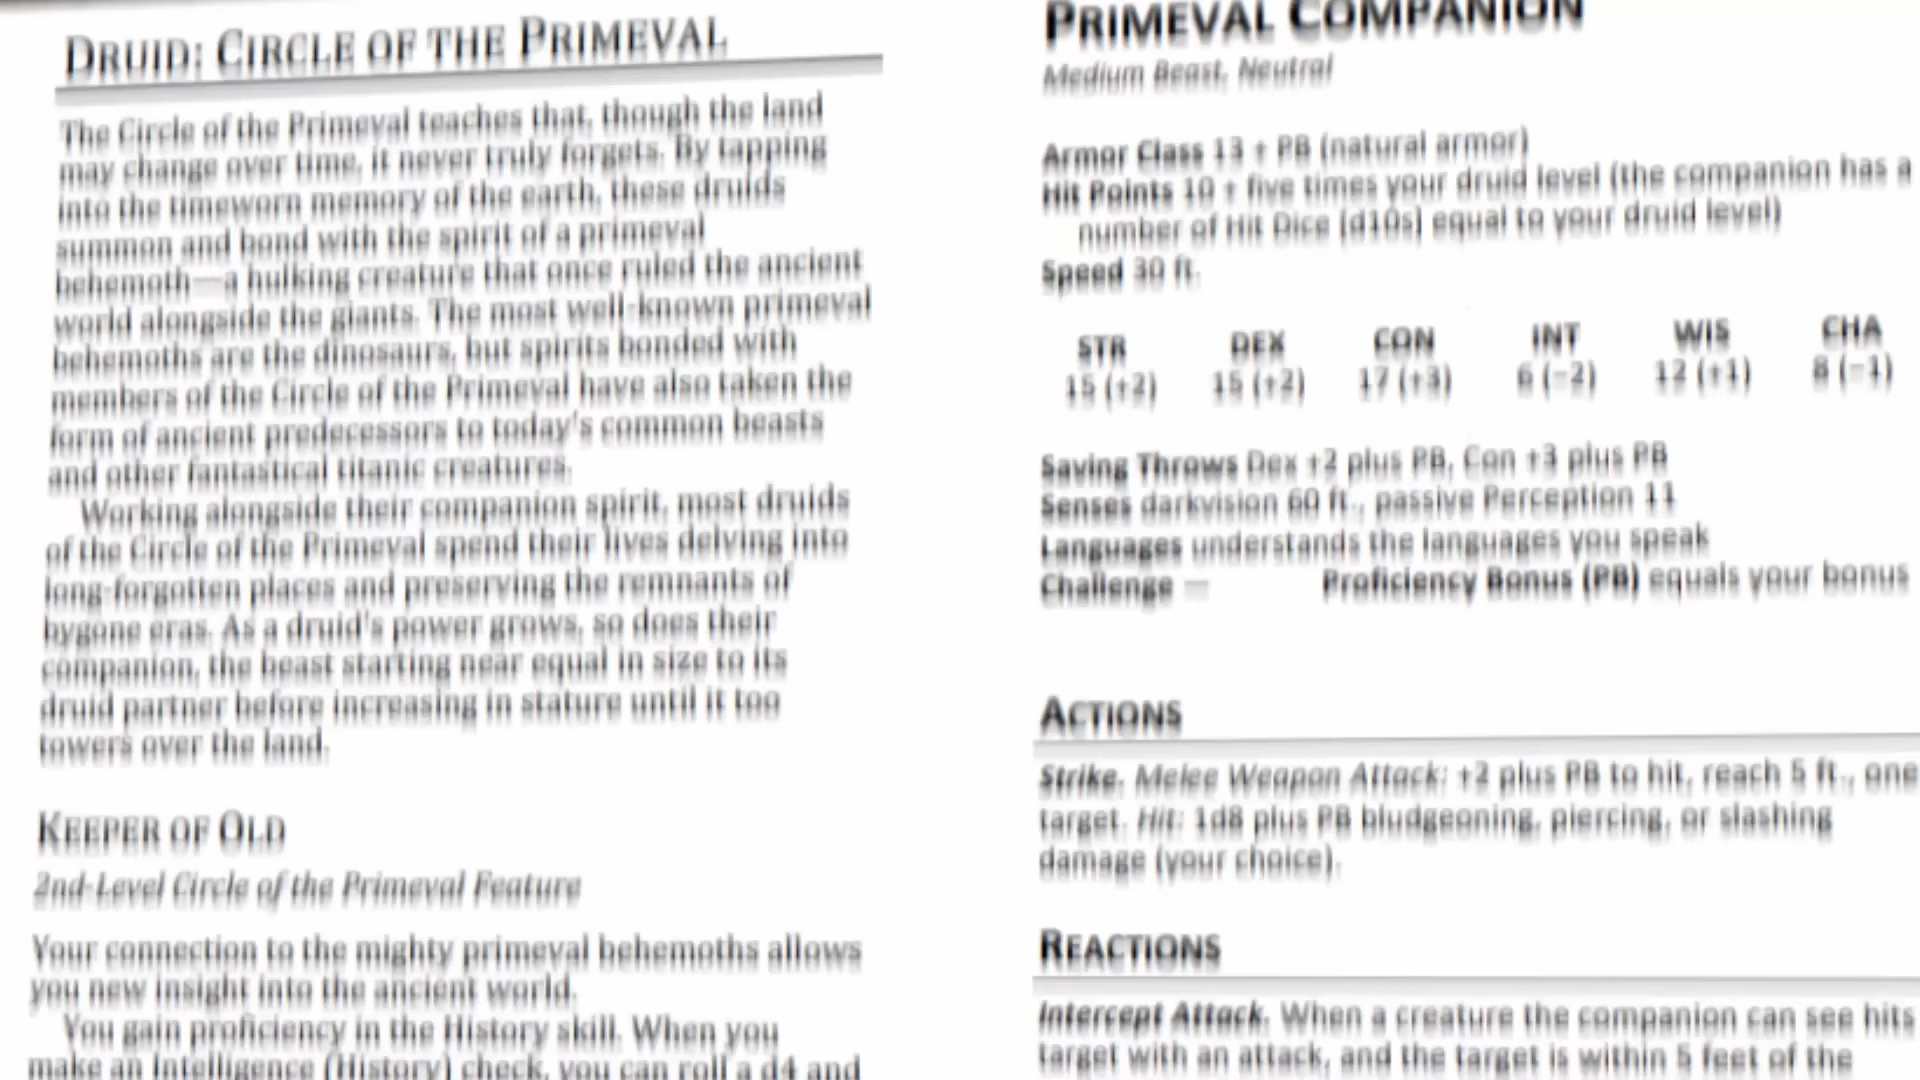 DRUID: CIRCLE OF THE PRIMEVAL
The Circle of the Primeval teaches that, though the land
may change over time, it never truly forgets. By tapping
into the timeworn memory of the earth, these druids
summon and bond with the spirit of a primeval
behemoth—a hulking creature that once ruled the ancient
world alongside the giants. The most well-known primeval
behemoths are the dinosaurs, but spirits bonded with
members of the Circle of the Primeval have also taken the
form of ancient predecessors to today's common beasts
and other fantastical titanic creatures.
Working alongside their companion spirit, most druids
of the Circle of the Primeval spend their lives delving into
long-forgotten places and preserving the remnants of
bygone eras. As a druid's power grows, so does their
companion, the beast starting near equal in size to its
druid partner before increasing in stature until it too
towers over the land.
KEEPER OF OLD
2nd-Level Circle of the Primeval Feature
Your connection to the mighty primeval behemoths allows
you new insight into the ancient world.
You gain proficiency in the History skill. When you
make an Intelligence (History) check, you can roll a d4 and
PRIMEVAL COMPANION
Medium Beast, Neutral
Armor Class 13 + PB (natural armor)
Hit Points 10 + five times your druid level (the companion has a
number of Hit Dice [d10s] equal to your druid level)
Speed 30 ft.
STR DEX CON INT WIS CHA
15 (+2) 15 (+2) 17 (+3) 6 (−2) 12 (+1) 8 (−1)
Saving Throws Dex +2 plus PB, Con +3 plus PB
Senses darkvision 60 ft., passive Perception 11
Languages understands the languages you speak
Challenge — Proficiency Bonus (PB) equals your bonus
ACTIONS
Strike. Melee Weapon Attack: +2 plus PB to hit, reach 5 ft., one
target. Hit: 1d8 plus PB bludgeoning, piercing, or slashing
damage (your choice).
REACTIONS
Intercept Attack. When a creature the companion can see hits
target with an attack, and the target is within 5 feet of the